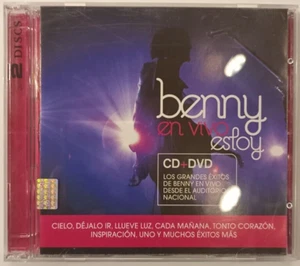 2 DISCS
benny
en vivo
estoy
CD+DVD
LOS GRANDES ÉXITOS
DE BENNY EN VIVO
DESDE EL AUDITORIO
NACIONAL
CIELO, DÉJALO IR, LLUEVE LUZ, CADA MAÑANA, TONTO CORAZÓN,
INSPIRACIÓN, UNO Y MUCHOS ÉXITOS MÁS